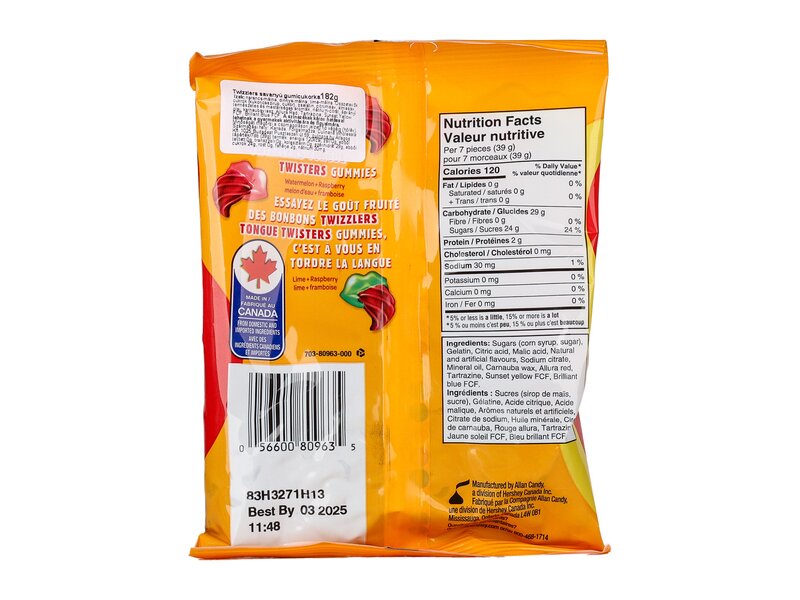 Twizzlers savanyú gumicukorka182g
TWISTERS GUMMIES
Watermelon + Raspberry
melon d'eau + framboise
ESSAYEZ LE GOÛT FRUITÉ
DES BONBONS TWIZZLERS
TONGUE TWISTERS GUMMIES,
C'EST À VOUS EN
TORDRE LA LANGUE
Lime + Raspberry
lime + framboise
MADE IN /
FABRIQUÉ AU
CANADA
FROM DOMESTIC AND
IMPORTED INGREDIENTS
AVEC DES
INGRÉDIENTS CANADIENS
ET IMPORTÉS
703-80963-000
0 56600 80963 5
83H3271H13
Best By 03 2025
11:48
Nutrition Facts
Valeur nutritive
Per 7 pieces (39 g)
pour 7 morceaux (39 g)
Calories 120
% Daily Value*
% valeur quotidienne*
Fat / Lipides 0 g 0 %
Saturated / saturés 0 g
+ Trans / trans 0 g 0 %
Carbohydrate / Glucides 29 g
Fibre / Fibres 0 g 0 %
Sugars / Sucres 24 g 24 %
Protein / Protéines 2 g
Cholesterol / Cholestérol 0 mg
Sodium 30 mg 1 %
Potassium 0 mg 0 %
Calcium 0 mg 0 %
Iron / Fer 0 mg 0 %
*5% or less is a little, 15% or more is a lot
*5 % ou moins c'est peu, 15 % ou plus c'est beaucoup
Ingredients: Sugars (corn syrup, sugar),
Gelatin, Citric acid, Malic acid, Natural
and artificial flavours, Sodium citrate,
Mineral oil, Carnauba wax, Allura red,
Tartrazine, Sunset yellow FCF, Brilliant
blue FCF.
Ingrédients : Sucres (sirop de maïs,
sucre), Gélatine, Acide citrique, Acide
malique, Arômes naturels et artificiels,
Citrate de sodium, Huile minérale, Cire
de carnauba, Rouge allura, Tartrazine
Jaune soleil FCF, Bleu brillant FCF.
Manufactured by Allan Candy,
a division of Hershey Canada Inc.
Fabriqué par la Compagnie Allan Candy,
une division de Hershey Canada Inc
Mississauga, Canada L4W 0B1
800-468-1714